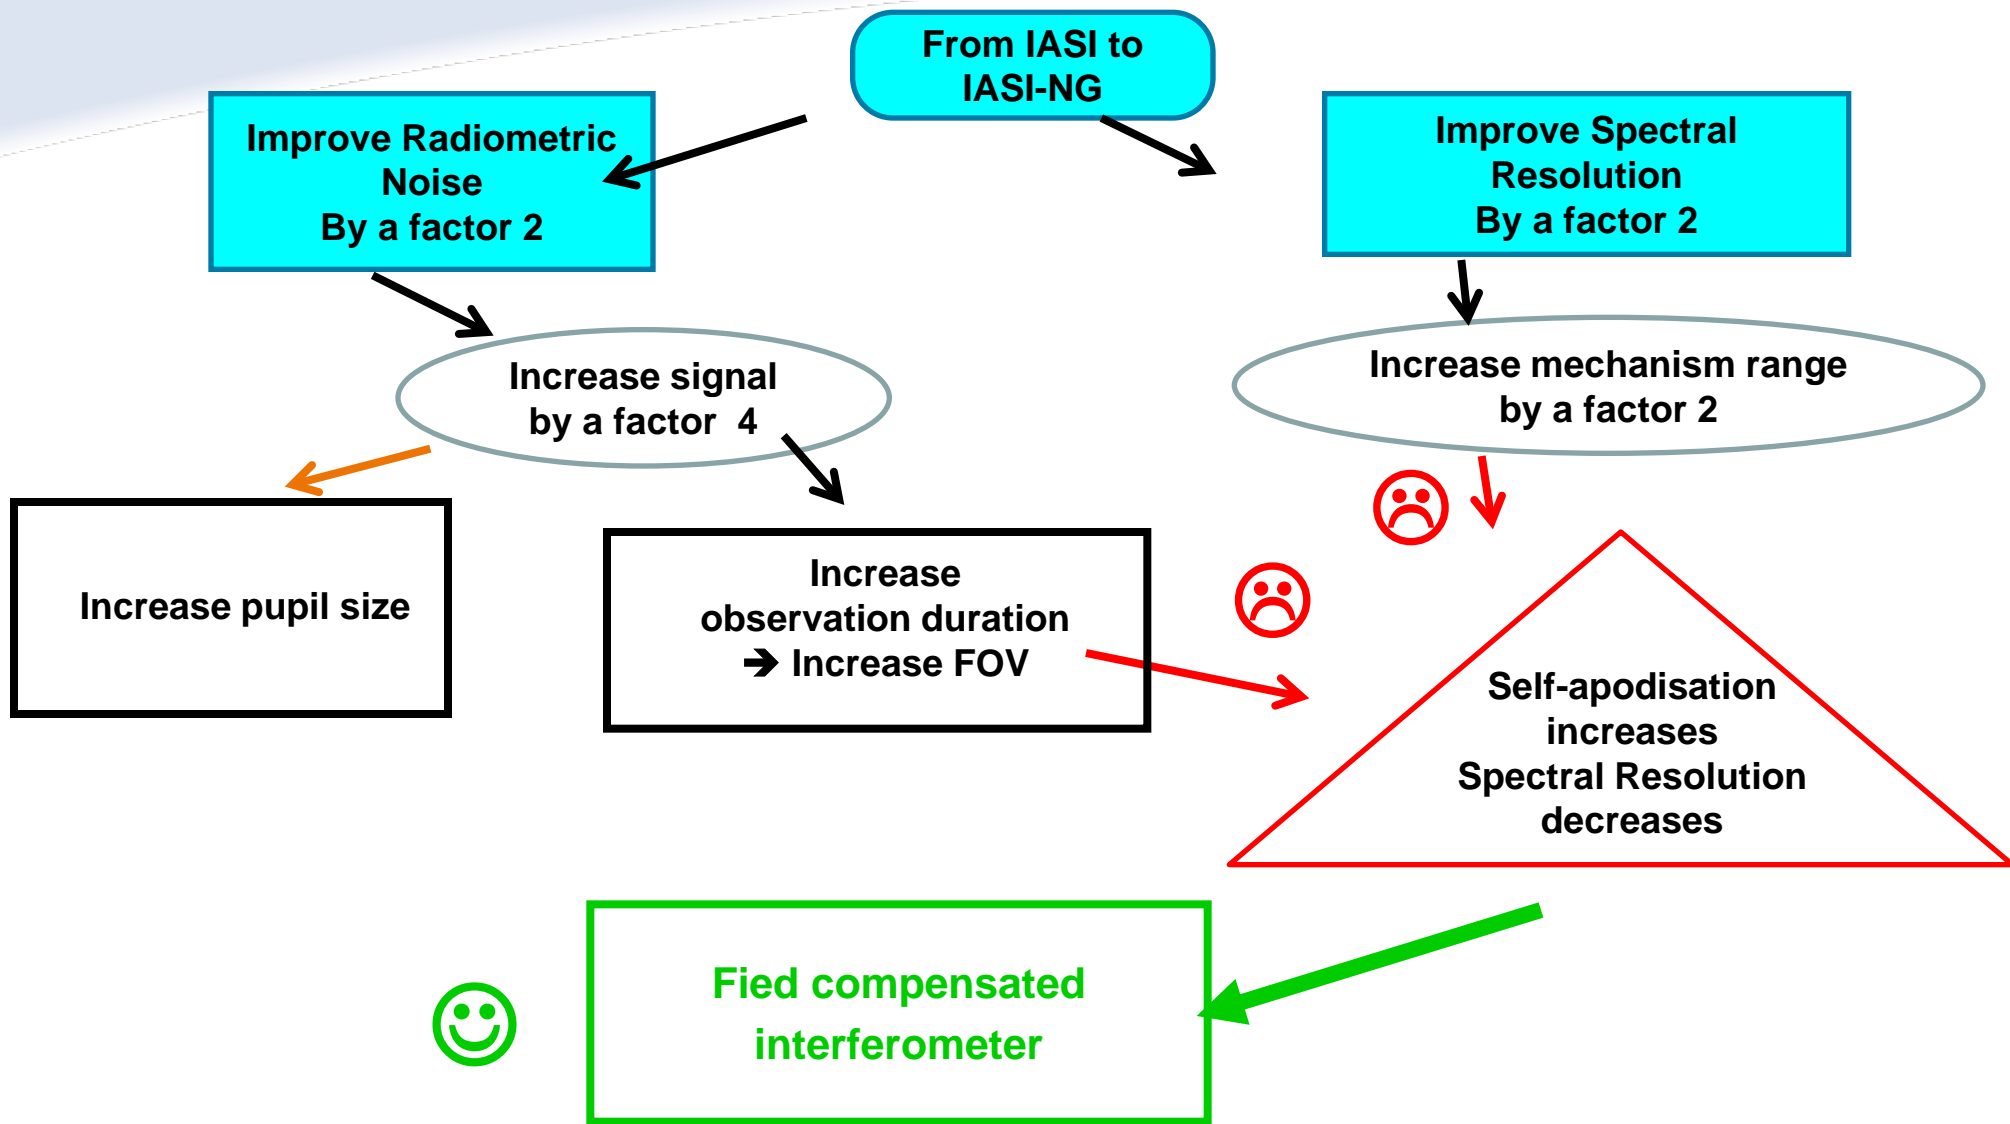 From IASI to
IASI-NG
Improve Radiometric
Noise
By a factor 2
Improve Spectral
Resolution
By a factor 2
Increase signal
by a factor 4
Increase mechanism range
by a factor 2
Increase pupil size
Increase
observation duration
➔ Increase FOV
Self-apodisation
increases
Spectral Resolution
decreases
Fied compensated
interferometer